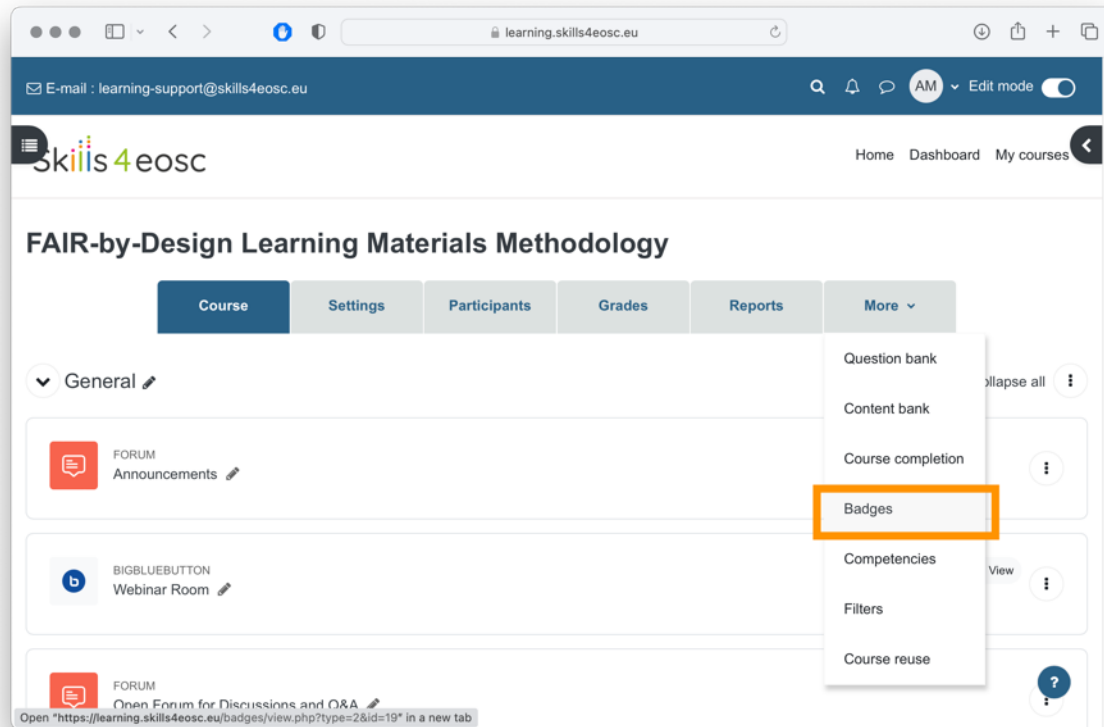 learning.skills4eosc.eu
E-mail : learning-support@skills4eosc.eu
AM
Edit mode
Skills4eosc
Home Dashboard My courses
FAIR-by-Design Learning Materials Methodology
Course Settings Participants Grades Reports More
Question bank
Content bank
Course completion
Badges
Competencies
Filters
Course reuse
General
ollapse all
FORUM
Announcements
BIGBLUEBUTTON
Webinar Room
b
View
FORUM
Open Forum for Discussions and Q&A
?
Open "https://learning.skills4eosc.eu/badges/view.php?type=2&id=19" in a new tab